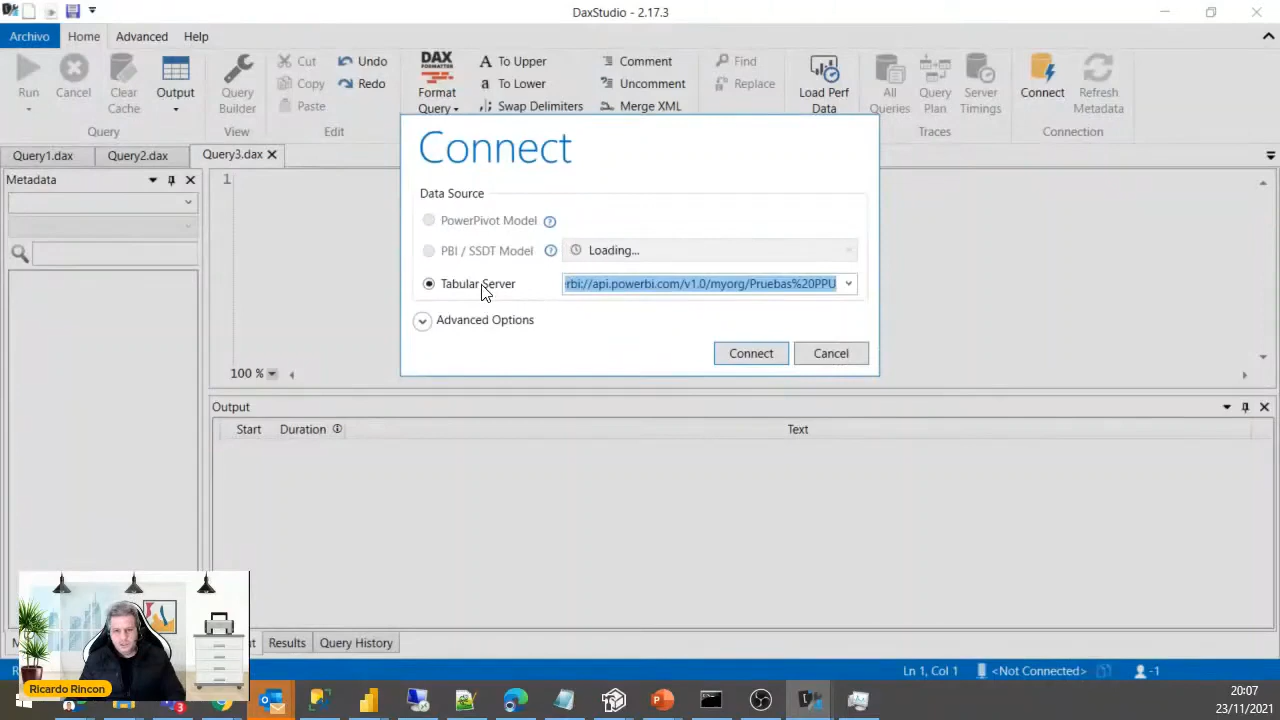 DaxStudio - 2.17.3
Archivo Home Advanced Help
Run Cancel Clear Cache Output
Query
Query Builder
View
Cut Undo
Copy Redo
Paste
Edit
DAX FORMATTER
Format Query
To Upper Comment
To Lower Uncomment
Swap Delimiters Merge XML
Find
Replace
Load Perf Data
All Queries Query Plan Server Timings
Traces
Connect Refresh Metadata
Connection
Query1.dax Query2.dax Query3.dax
Metadata
1
Connect
Data Source
PowerPivot Model
PBI / SSDT Model Loading...
Tabular Server rbi://api.powerbi.com/v1.0/myorg/Pruebas%20PPU
Advanced Options
Connect Cancel
100 %
Output
Start Duration Text
Results Query History
Ln 1, Col 1 <Not Connected> -1
Ricardo Rincon
20:07
23/11/2021